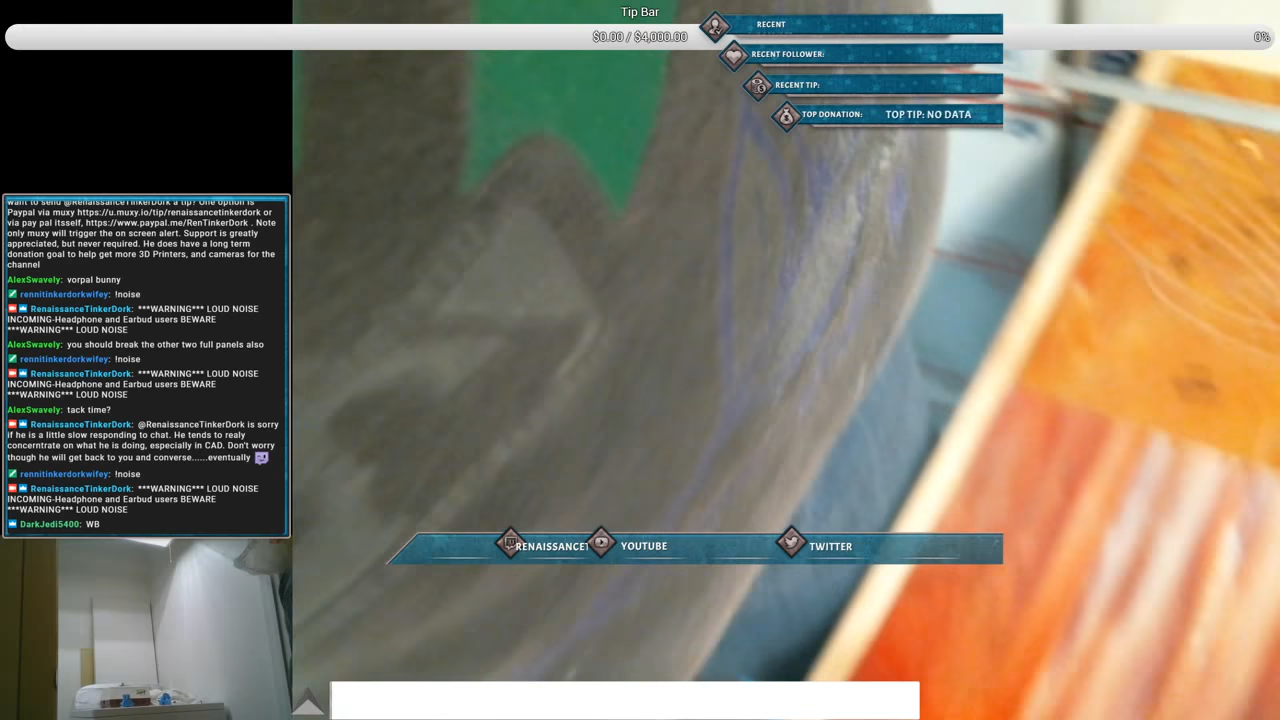 Tip Bar
$0.00 / $4,000.00
0%
RECENT
RECENT FOLLOWER:
RECENT TIP:
TOP DONATION: TOP TIP: NO DATA
want to send @RenaissanceTinkerDork a tip? One option is
Paypal via muxy https://u.muxy.io/tip/renaissancetinkerdork or
via pay pal itsself, https://www.paypal.me/RenTinkerDork . Note
only muxy will trigger the on screen alert. Support is greatly
appreciated, but never required. He does have a long term
donation goal to help get more 3D Printers, and cameras for the
channel
AlexSwavely: vorpal bunny
rennitinkerdorkwifey: !noise
RenaissanceTinkerDork: ***WARNING*** LOUD NOISE
INCOMING-Headphone and Earbud users BEWARE
***WARNING*** LOUD NOISE
AlexSwavely: you should break the other two full panels also
rennitinkerdorkwifey: !noise
RenaissanceTinkerDork: ***WARNING*** LOUD NOISE
INCOMING-Headphone and Earbud users BEWARE
***WARNING*** LOUD NOISE
AlexSwavely: tack time?
RenaissanceTinkerDork: @RenaissanceTinkerDork is sorry
if he is a little slow responding to chat. He tends to realy
concerntrate on what he is doing, especially in CAD. Don't worry
though he will get back to you and converse......eventually
rennitinkerdorkwifey: !noise
RenaissanceTinkerDork: ***WARNING*** LOUD NOISE
INCOMING-Headphone and Earbud users BEWARE
***WARNING*** LOUD NOISE
DarkJedi5400: WB
RENAISSANCET YOUTUBE TWITTER